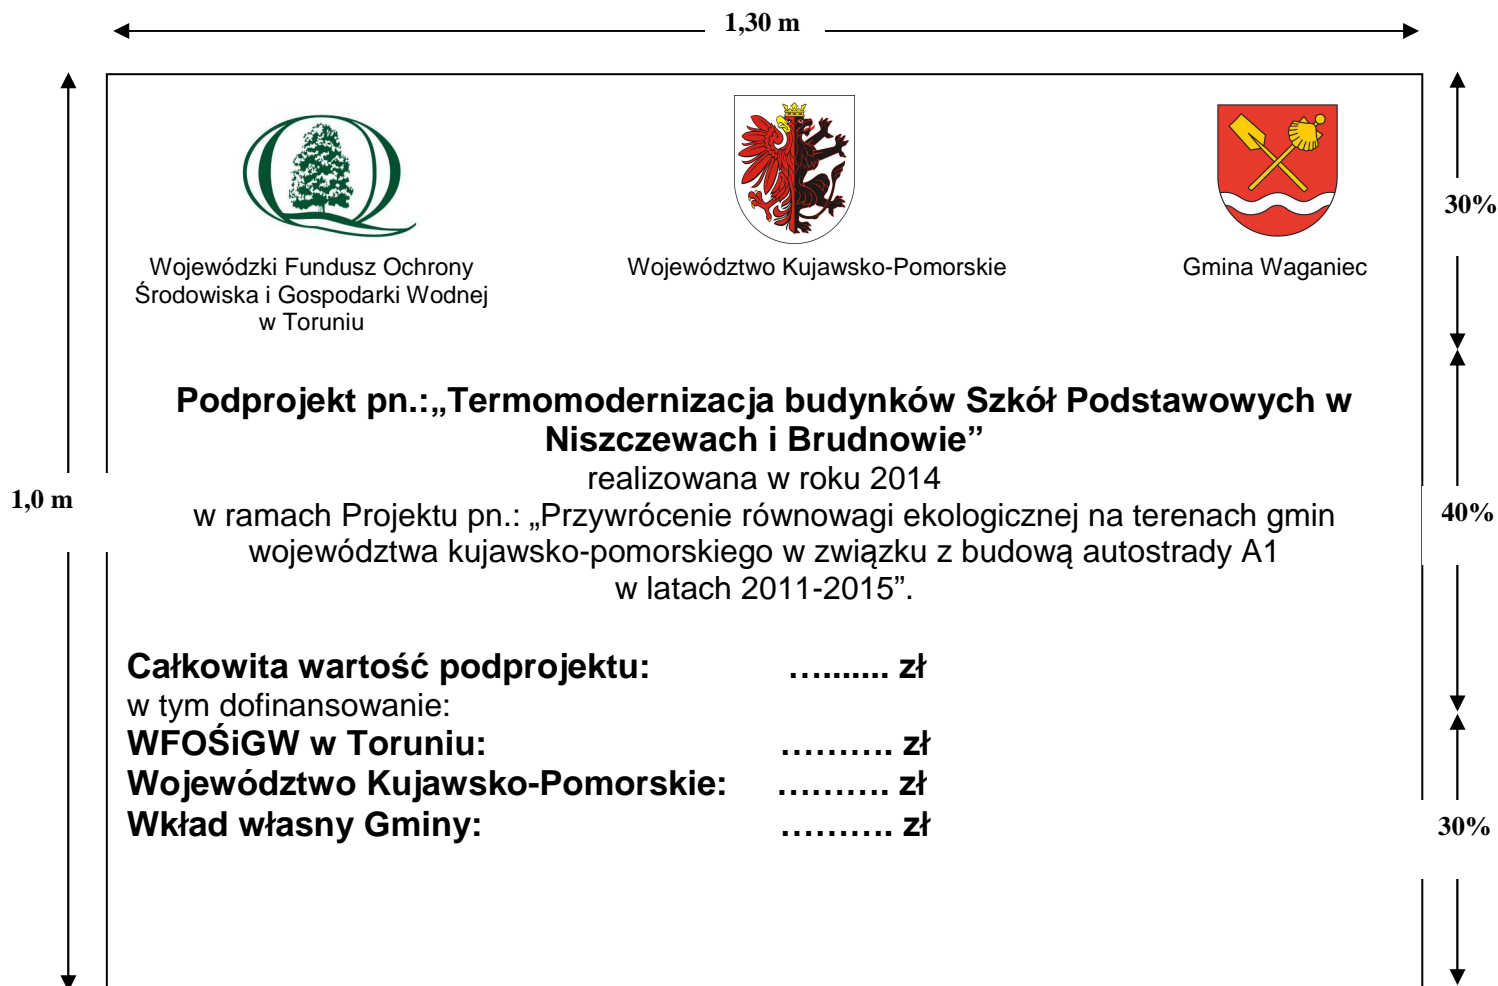 1,30 m
30%
Wojewódzki Fundusz Ochrony
Środowiska i Gospodarki Wodnej
w Toruniu
Województwo Kujawsko-Pomorskie
Gmina Waganiec
Podprojekt pn.:„Termomodernizacja budynków Szkół Podstawowych w
Niszczewach i Brudnowie”
realizowana w roku 2014
1,0 m
w ramach Projektu pn.: „Przywrócenie równowagi ekologicznej na terenach gmin
40%
województwa kujawsko-pomorskiego w związku z budową autostrady A1
w latach 2011-2015”.
Całkowita wartość podprojektu: …....... zł
w tym dofinansowanie:
WFOŚiGW w Toruniu: ………. zł
Województwo Kujawsko-Pomorskie: ………. zł
Wkład własny Gminy: ………. zł
30%